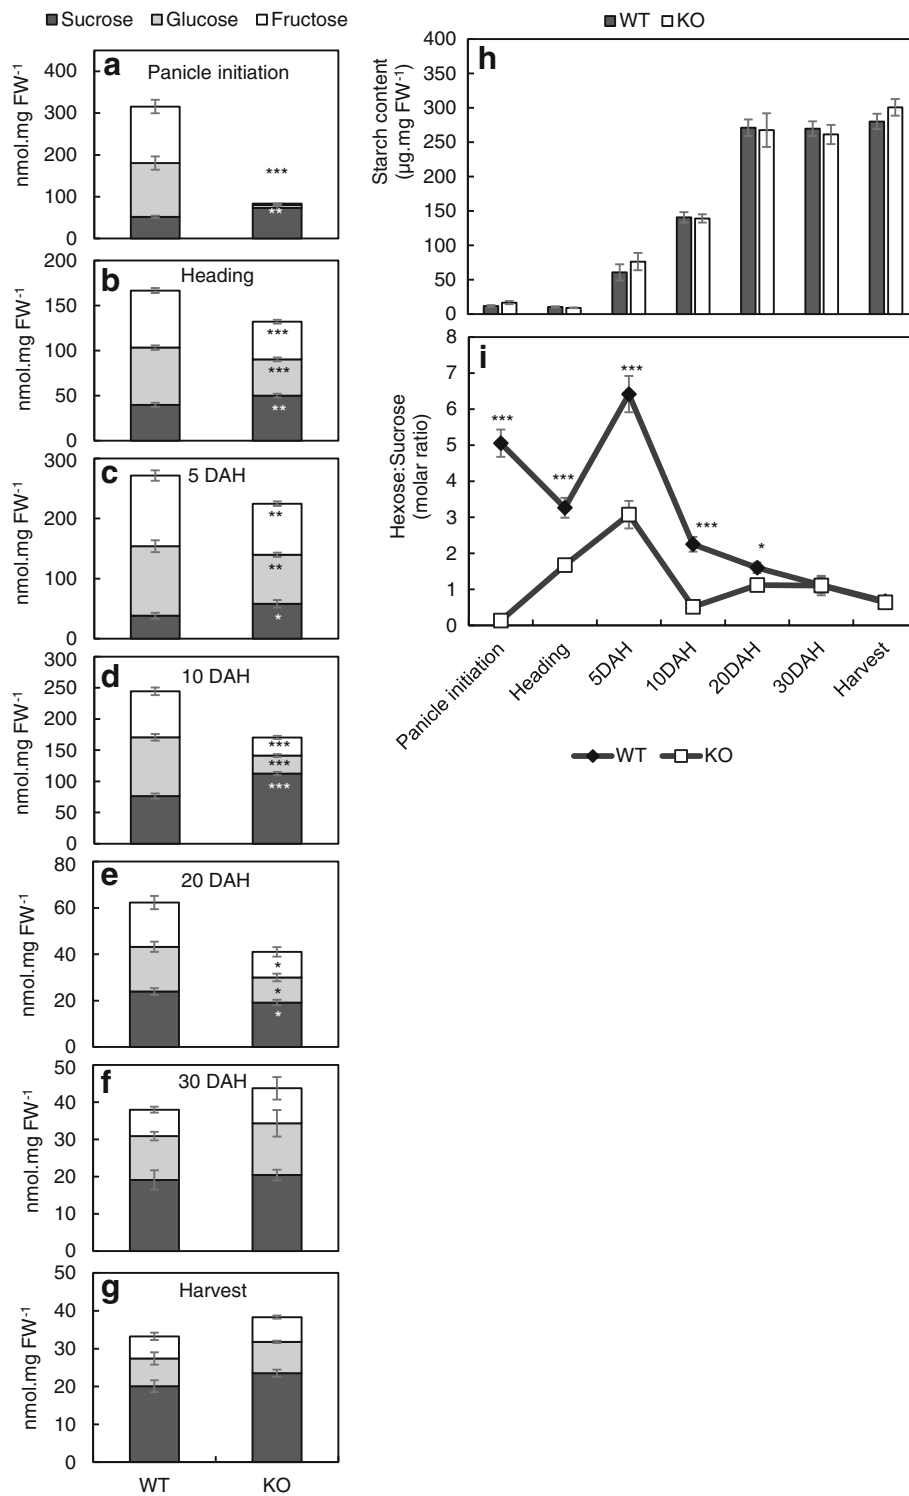 Sucrose Glucose Fructose
a
Panicle initiation
nmol.mg FW-1
400
300
200
100
0
***
**
b
Heading
nmol.mg FW-1
200
150
100
50
0
***
***
**
c
5 DAH
nmol.mg FW-1
300
200
100
0
**
**
*
d
10 DAH
nmol.mg FW-1
300
250
200
150
100
50
0
***
***
***
e
20 DAH
nmol.mg FW-1
80
60
40
20
0
*
*
*
f
30 DAH
nmol.mg FW-1
50
40
30
20
10
0
g
Harvest
nmol.mg FW-1
50
40
30
20
10
0
WT KO
WT KO
h
Starch content
(µg.mg FW-1)
400
350
300
250
200
150
100
50
0
i
Hexose:Sucrose
(molar ratio)
8
7
6
5
4
3
2
1
0
***
***
***
***
*
Panicle initiation
Heading
5DAH
10DAH
20DAH
30DAH
Harvest
WT KO